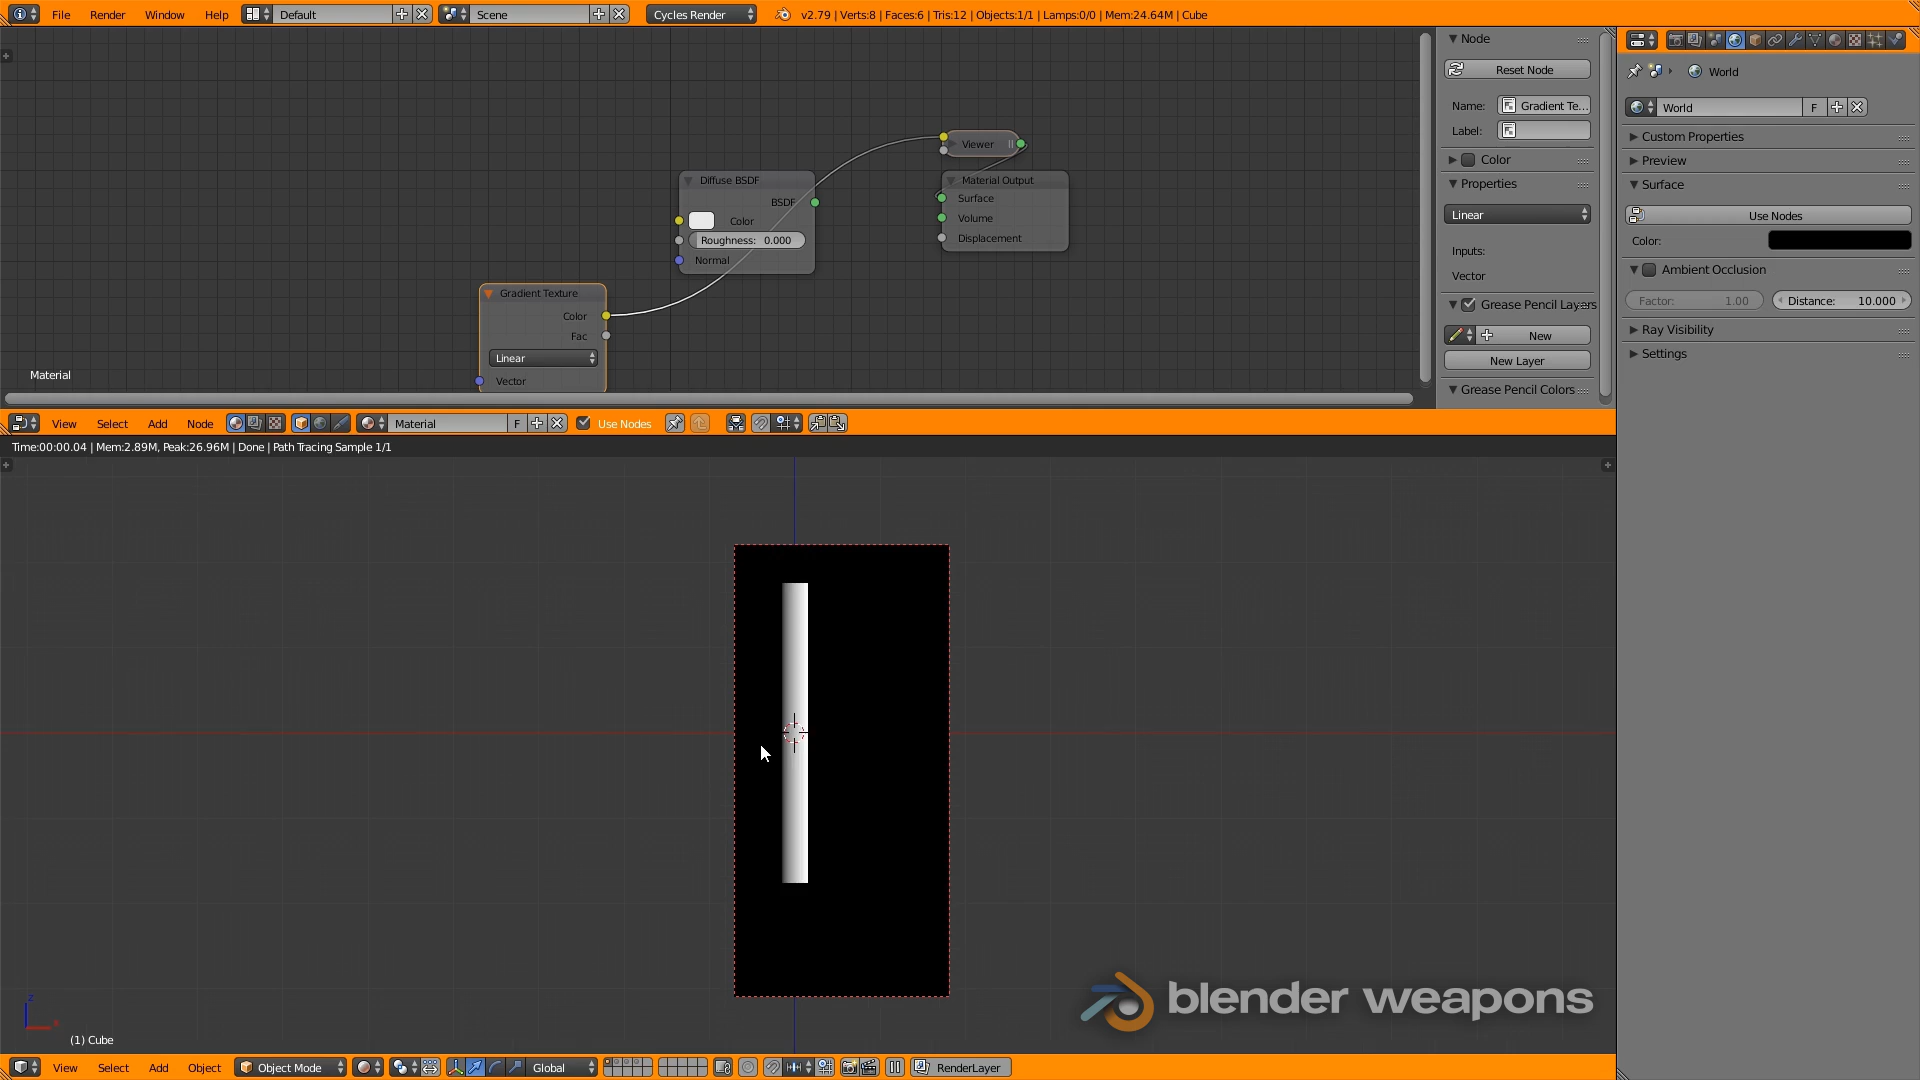 File Render Window Help Default Scene Cycles Render v2.79 | Verts:8 | Faces:6 | Tris:12 | Objects:1/1 | Lamps:0/0 | Mem:24.64M | Cube
Node
Reset Node
Name: Gradient Te...
Label:
Color
Properties
Linear
Inputs:
Vector
Grease Pencil Layers
New
New Layer
Grease Pencil Colors
World
World F
Custom Properties
Preview
Surface
Use Nodes
Color:
Ambient Occlusion
Factor: 1.00 Distance: 10.000
Ray Visibility
Settings
Viewer
Diffuse BSDF
BSDF
Color
Roughness: 0.000
Normal
Material Output
Surface
Volume
Displacement
Gradient Texture
Color
Fac
Linear
Vector
Material
View Select Add Node Material F Use Nodes
Time:00:00.04 | Mem:2.89M, Peak:26.96M | Done | Path Tracing Sample 1/1
blender weapons
z
x
(1) Cube
View Select Add Object Object Mode Global RenderLayer